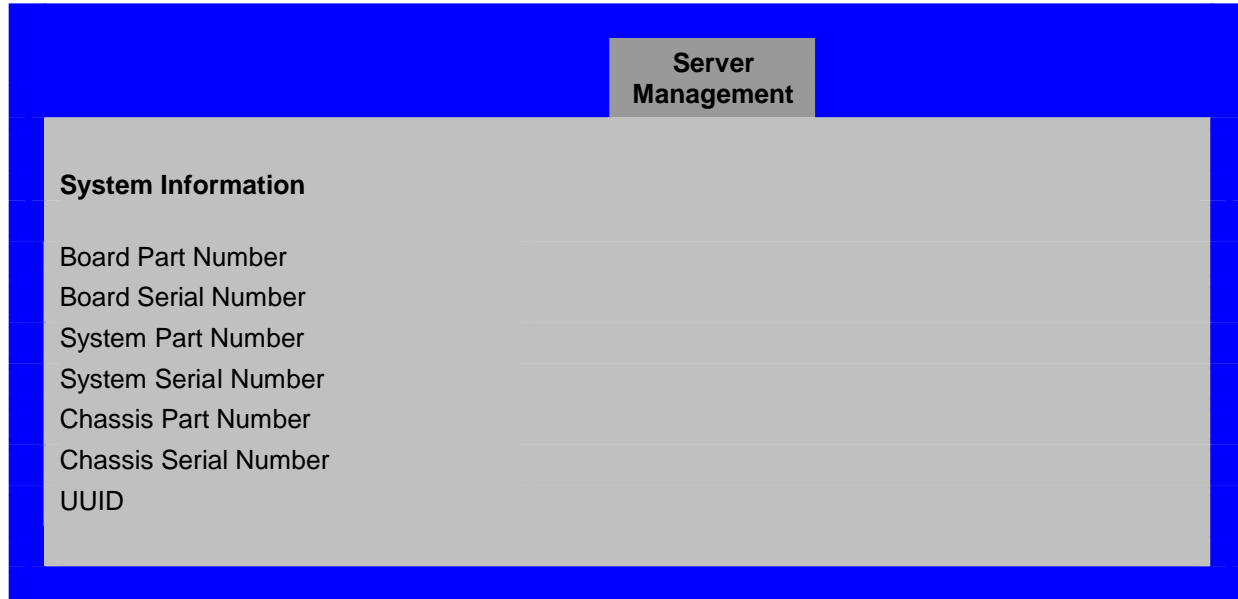 Server
Management
System Information
Board Part Number
Board Serial Number
System Part Number
System Serial Number
Chassis Part Number
Chassis Serial Number
UUID